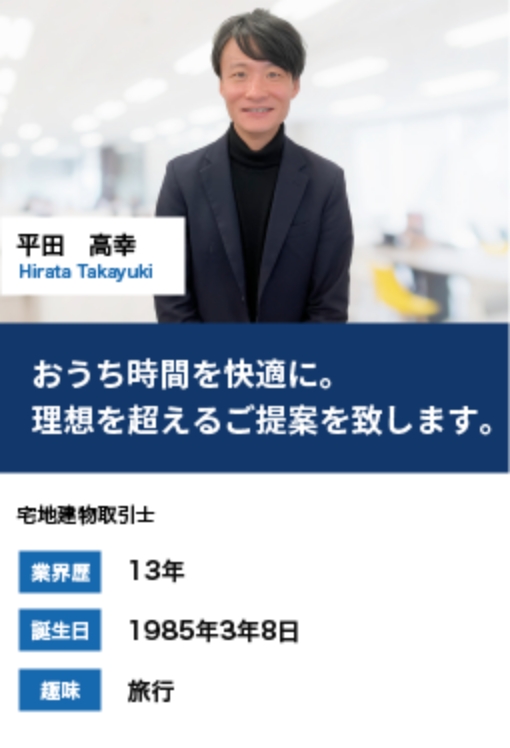 平田　高幸
Hirata Takayuki
おうち時間を快適に。
理想を超えるご提案を致します。
宅地建物取引士
業界歴 13年
誕生日 1985年3年8日
趣味 旅行